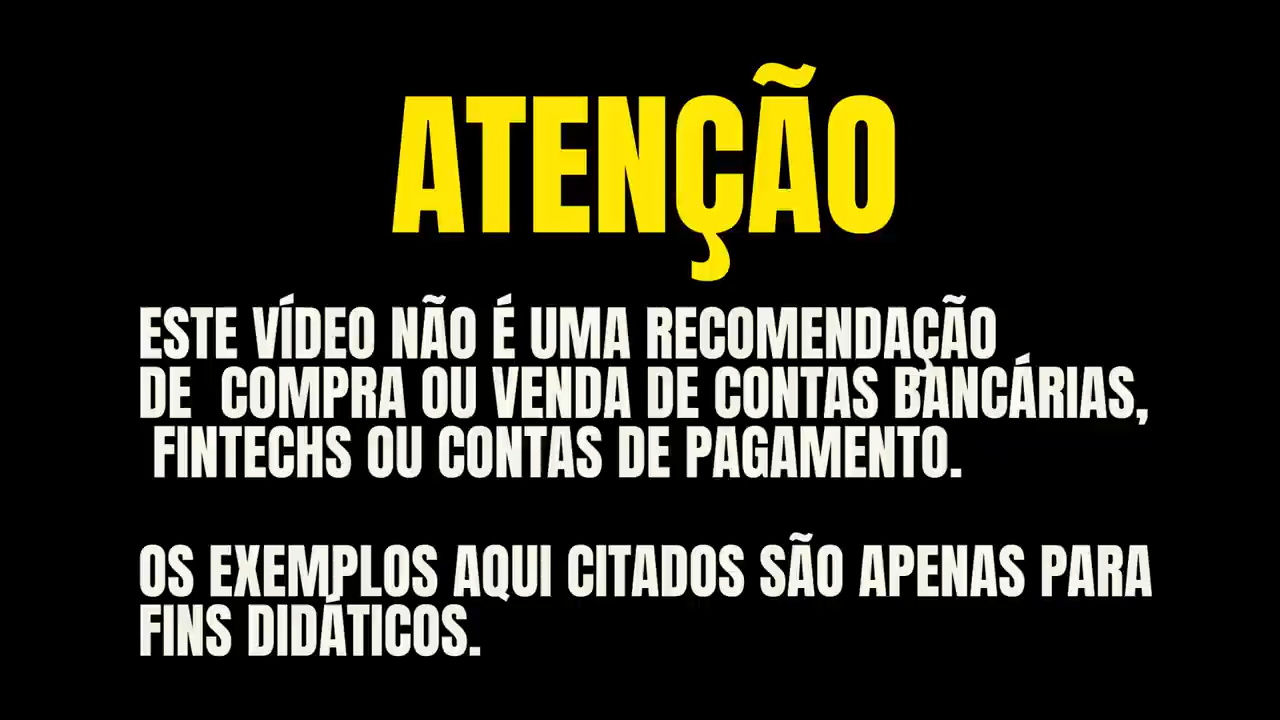 ATENÇÃO
ESTE VÍDEO NÃO É UMA RECOMENDAÇÃO
DE COMPRA OU VENDA DE CONTAS BANCÁRIAS,
FINTECHS OU CONTAS DE PAGAMENTO.
OS EXEMPLOS AQUI CITADOS SÃO APENAS PARA
FINS DIDÁTICOS.